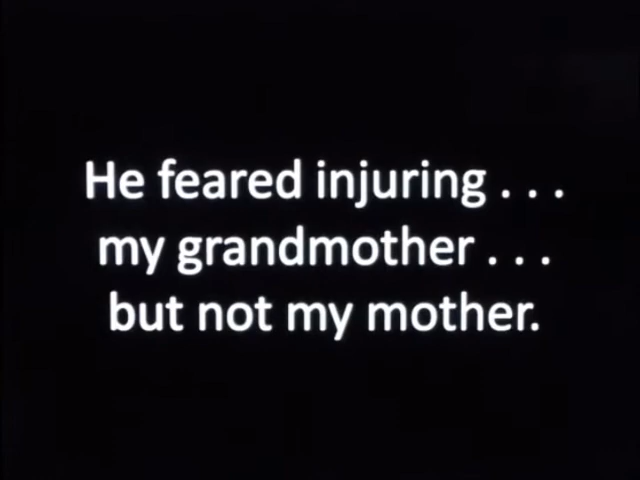 He feared injuring . . .
my grandmother . . .
but not my mother.